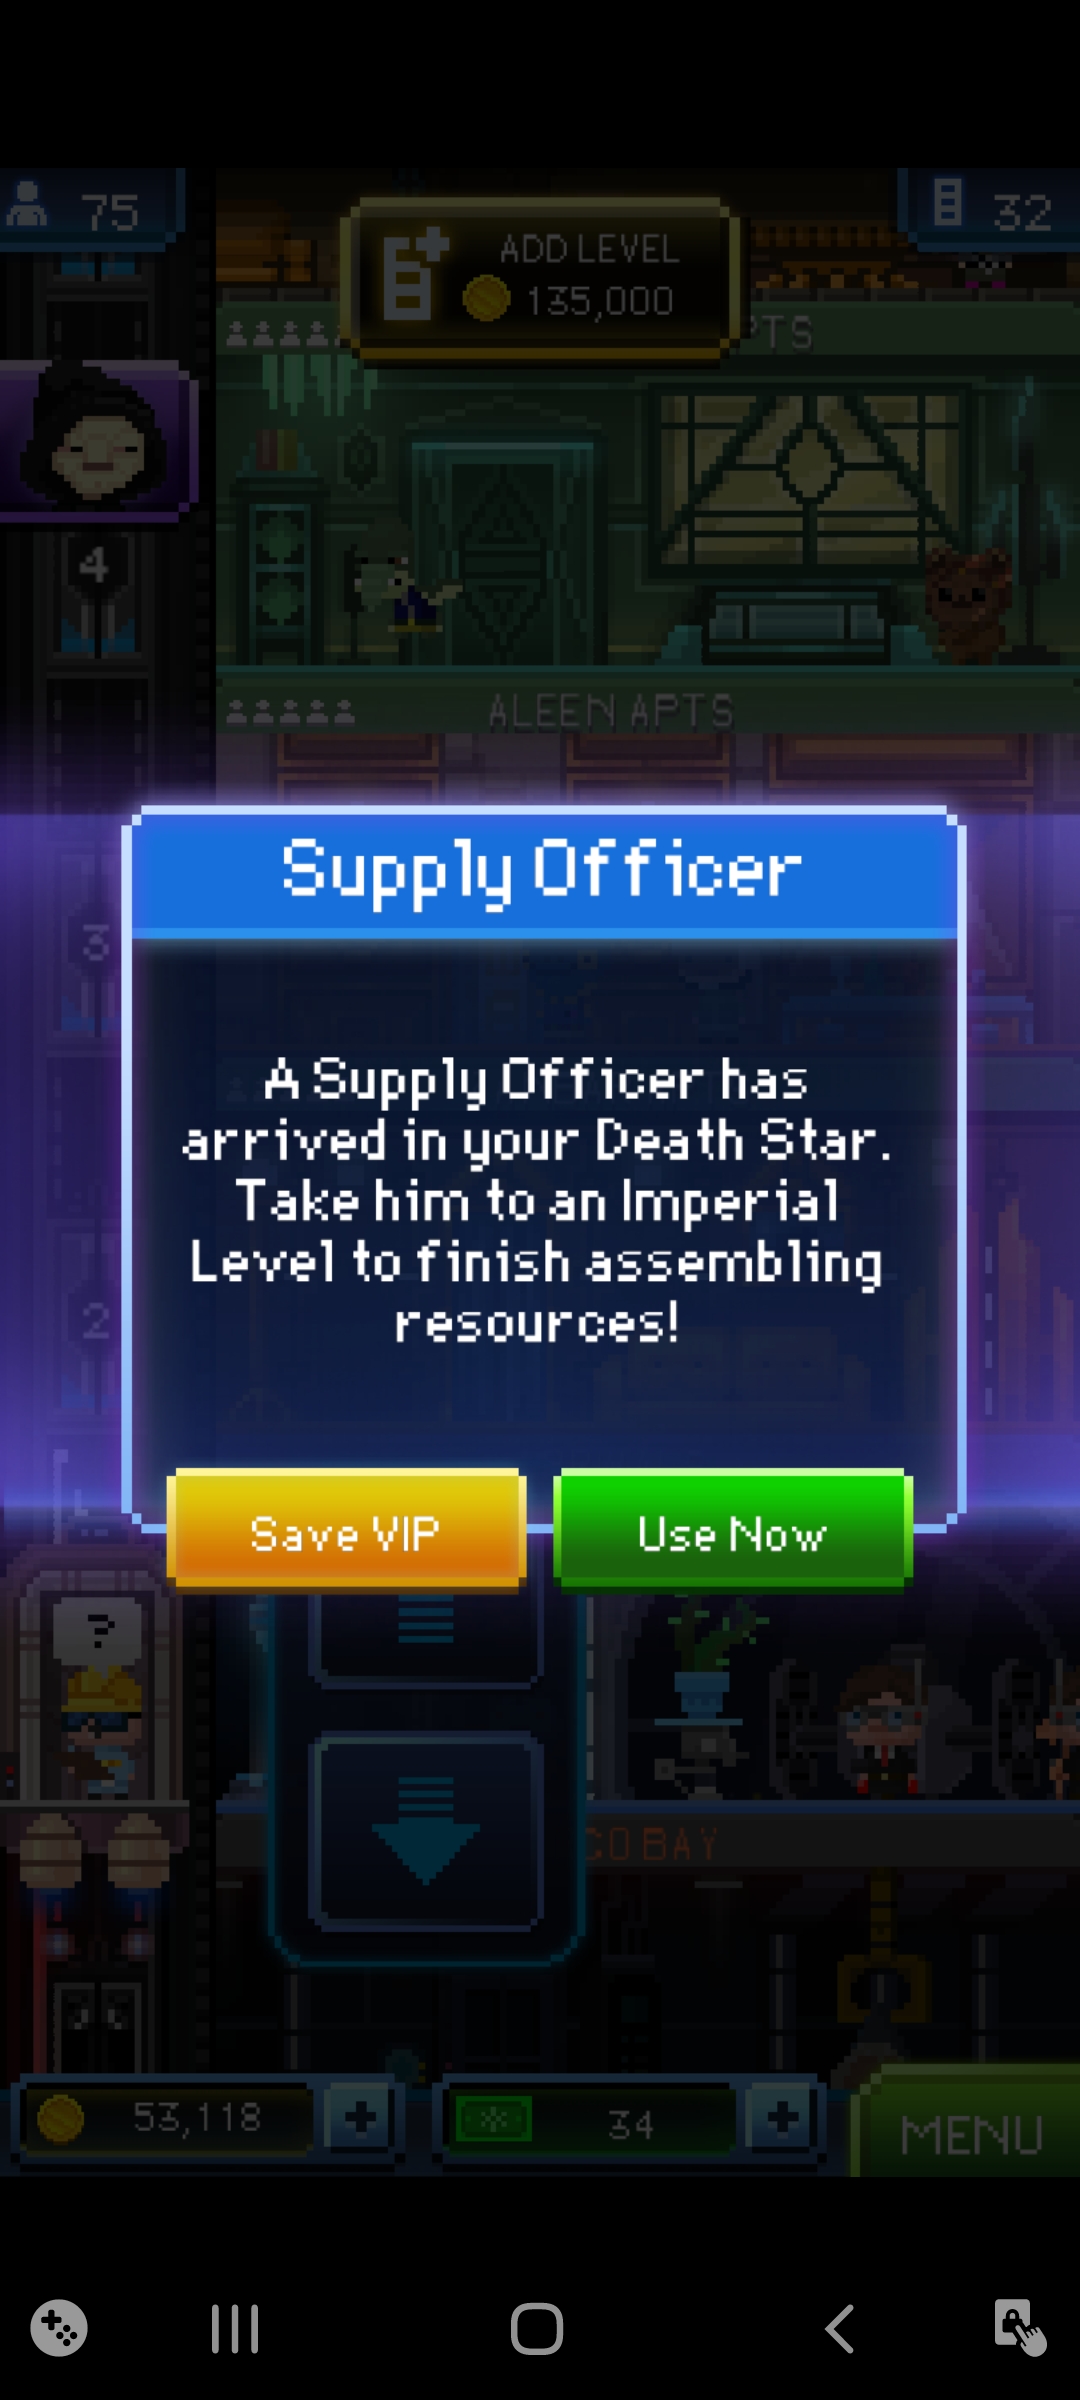 75
ADD LEVEL
135,000
32
PTS
4
ALEEN APTS
Supply Officer
3
A Supply Officer has
arrived in your Death Star.
Take him to an Imperial
Level to finish assembling
resources!
2
Save VIP
Use Now
?
CO BAY
53,118
34
MENU